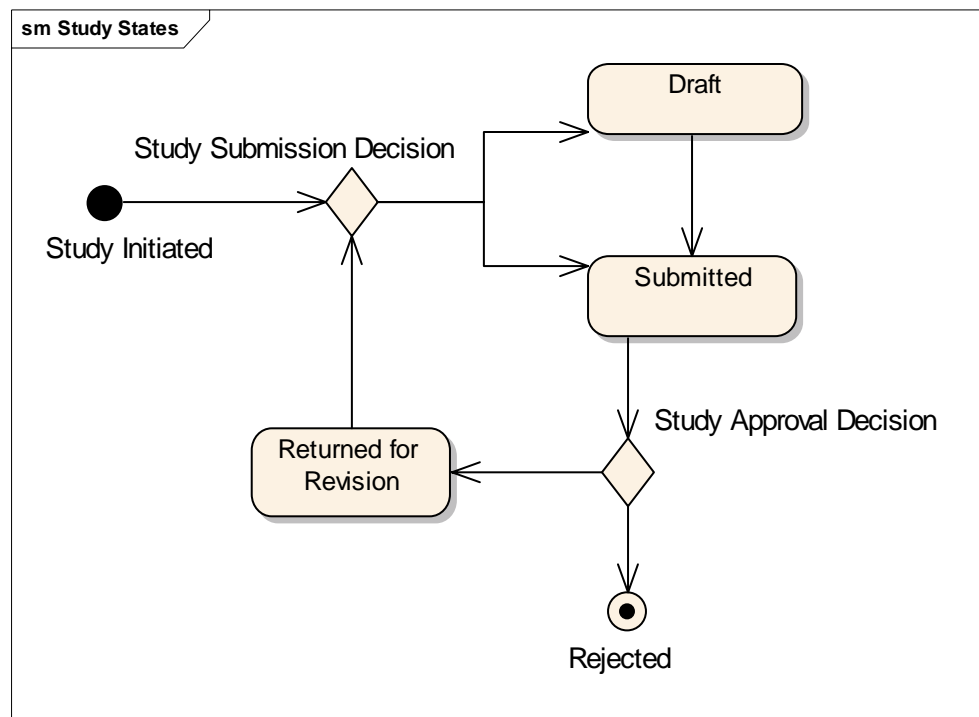 sm Study States
Draft
Study Submission Decision
Study Initiated
Submitted
Study Approval Decision
Returned for
Revision
Rejected